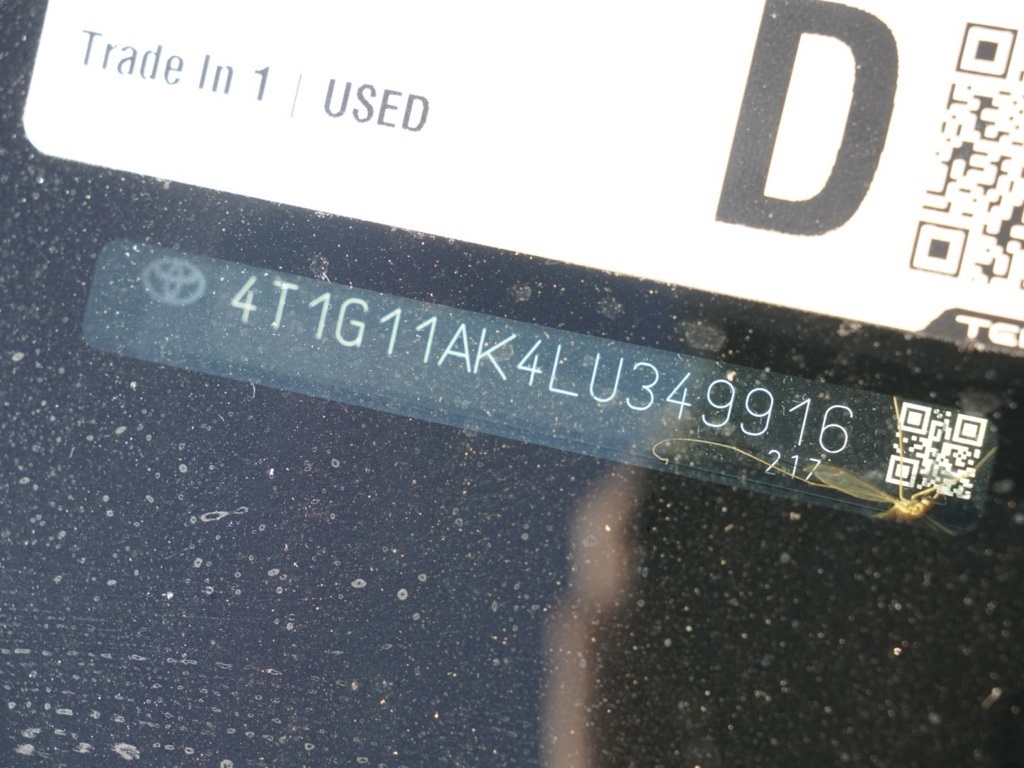 Trade In 1 | USED
D
4T1G11AK4LU349916
217